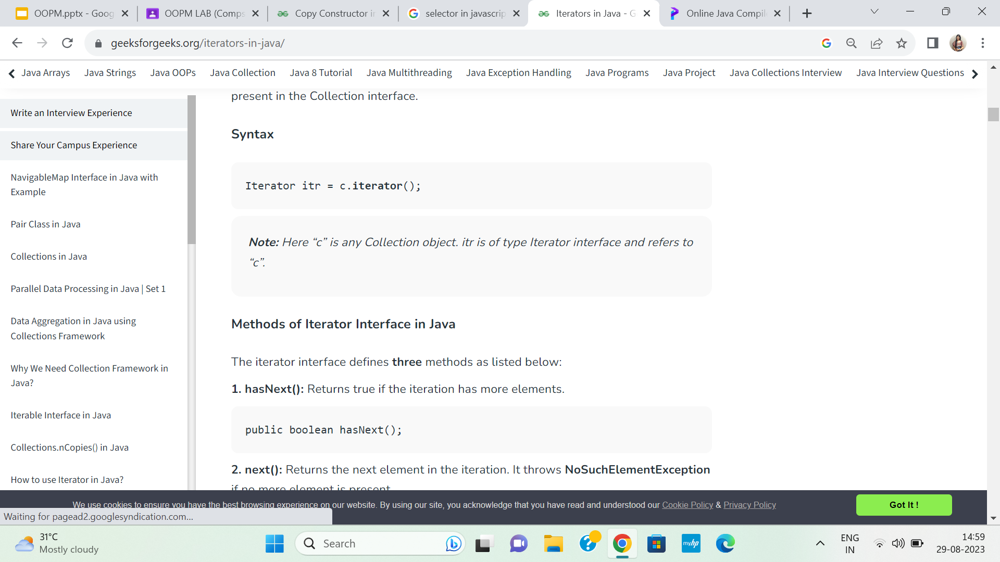 OOPM.pptx - Goog
OOPM LAB (Comps
Copy Constructor in
selector in javascrip
Iterators in Java - G
Online Java Compil
geeksforgeeks.org/iterators-in-java/
Java Arrays
Java Strings
Java OOPs
Java Collection
Java 8 Tutorial
Java Multithreading
Java Exception Handling
Java Programs
Java Project
Java Collections Interview
Java Interview Questions
Write an Interview Experience
Share Your Campus Experience
NavigableMap Interface in Java with
Example
Pair Class in Java
Collections in Java
Parallel Data Processing in Java | Set 1
Data Aggregation in Java using
Collections Framework
Why We Need Collection Framework in
Java?
Iterable Interface in Java
Collections.nCopies() in Java
How to use Iterator in Java?
present in the Collection interface.
Syntax
Iterator itr = c.iterator();
Note: Here “c” is any Collection object. itr is of type Iterator interface and refers to
“c”.
Methods of Iterator Interface in Java
The iterator interface defines three methods as listed below:
1. hasNext(): Returns true if the iteration has more elements.
public boolean hasNext();
2. next(): Returns the next element in the iteration. It throws NoSuchElementException
if no more element is present.
We use cookies to ensure you have the best browsing experience on our website. By using our site, you acknowledge that you have read and understood our Cookie Policy & Privacy Policy
Got It !
Waiting for pagead2.googlesyndication.com...
31°C
Mostly cloudy
Search
myhp
ENG
IN
14:59
29-08-2023